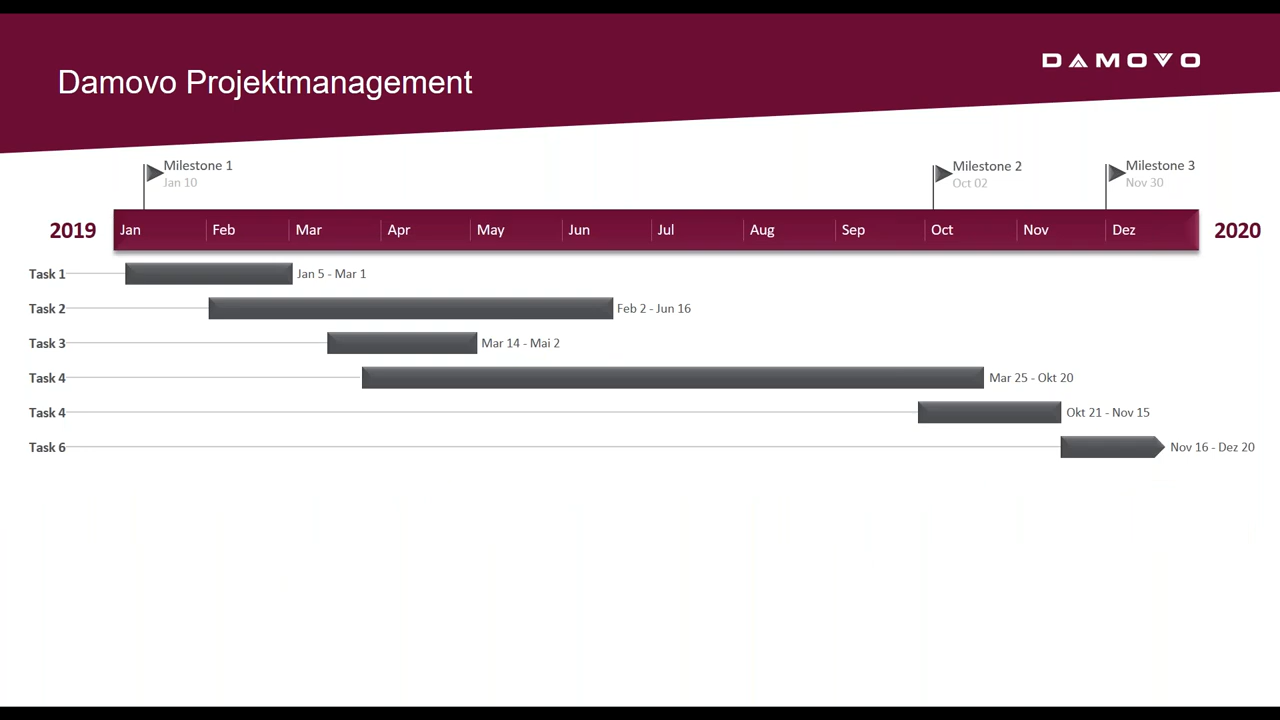 DAMOVO
Damovo Projektmanagement
Milestone 1
Jan 10
Milestone 2
Oct 02
Milestone 3
Nov 30
2019 Jan Feb Mar Apr May Jun Jul Aug Sep Oct Nov Dez 2020
Task 1 Jan 5 - Mar 1
Task 2 Feb 2 - Jun 16
Task 3 Mar 14 - Mai 2
Task 4 Mar 25 - Okt 20
Task 4 Okt 21 - Nov 15
Task 6 Nov 16 - Dez 20